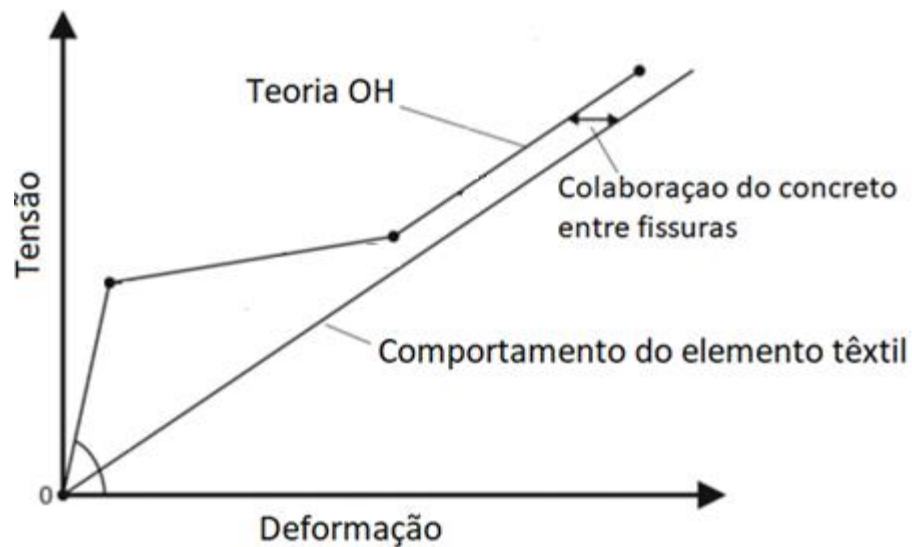 Teoria OH
Colaboraçao do concreto
entre fissuras
Tensão
Comportamento do elemento têxtil
0
Deformação